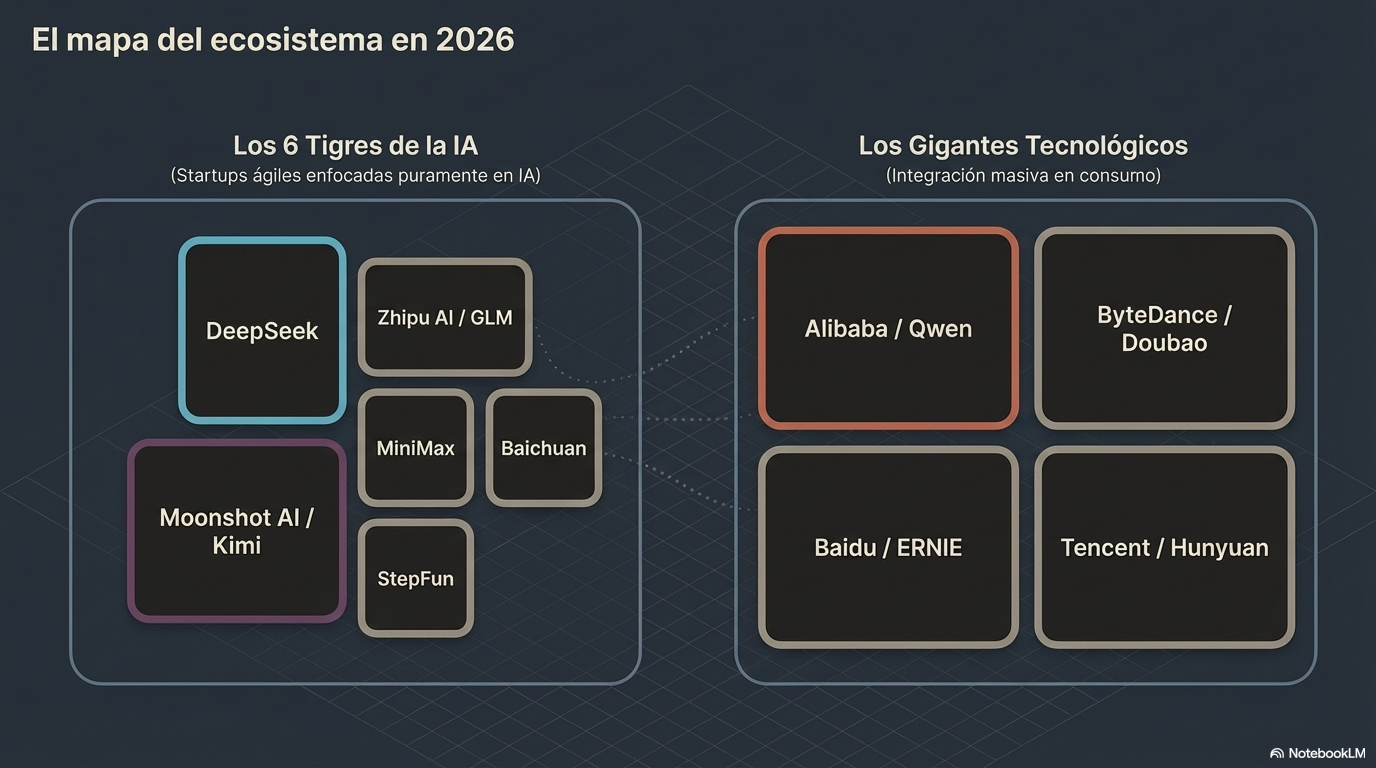 El mapa del ecosistema en 2026
Los 6 Tigres de la IA
(Startups ágiles enfocadas puramente en IA)
DeepSeek
Zhipu AI / GLM
MiniMax
Baichuan
Moonshot AI /
Kimi
StepFun
Los Gigantes Tecnológicos
(Integración masiva en consumo)
Alibaba / Qwen
ByteDance /
Doubao
Baidu / ERNIE
Tencent / Hunyuan
NotebookLM